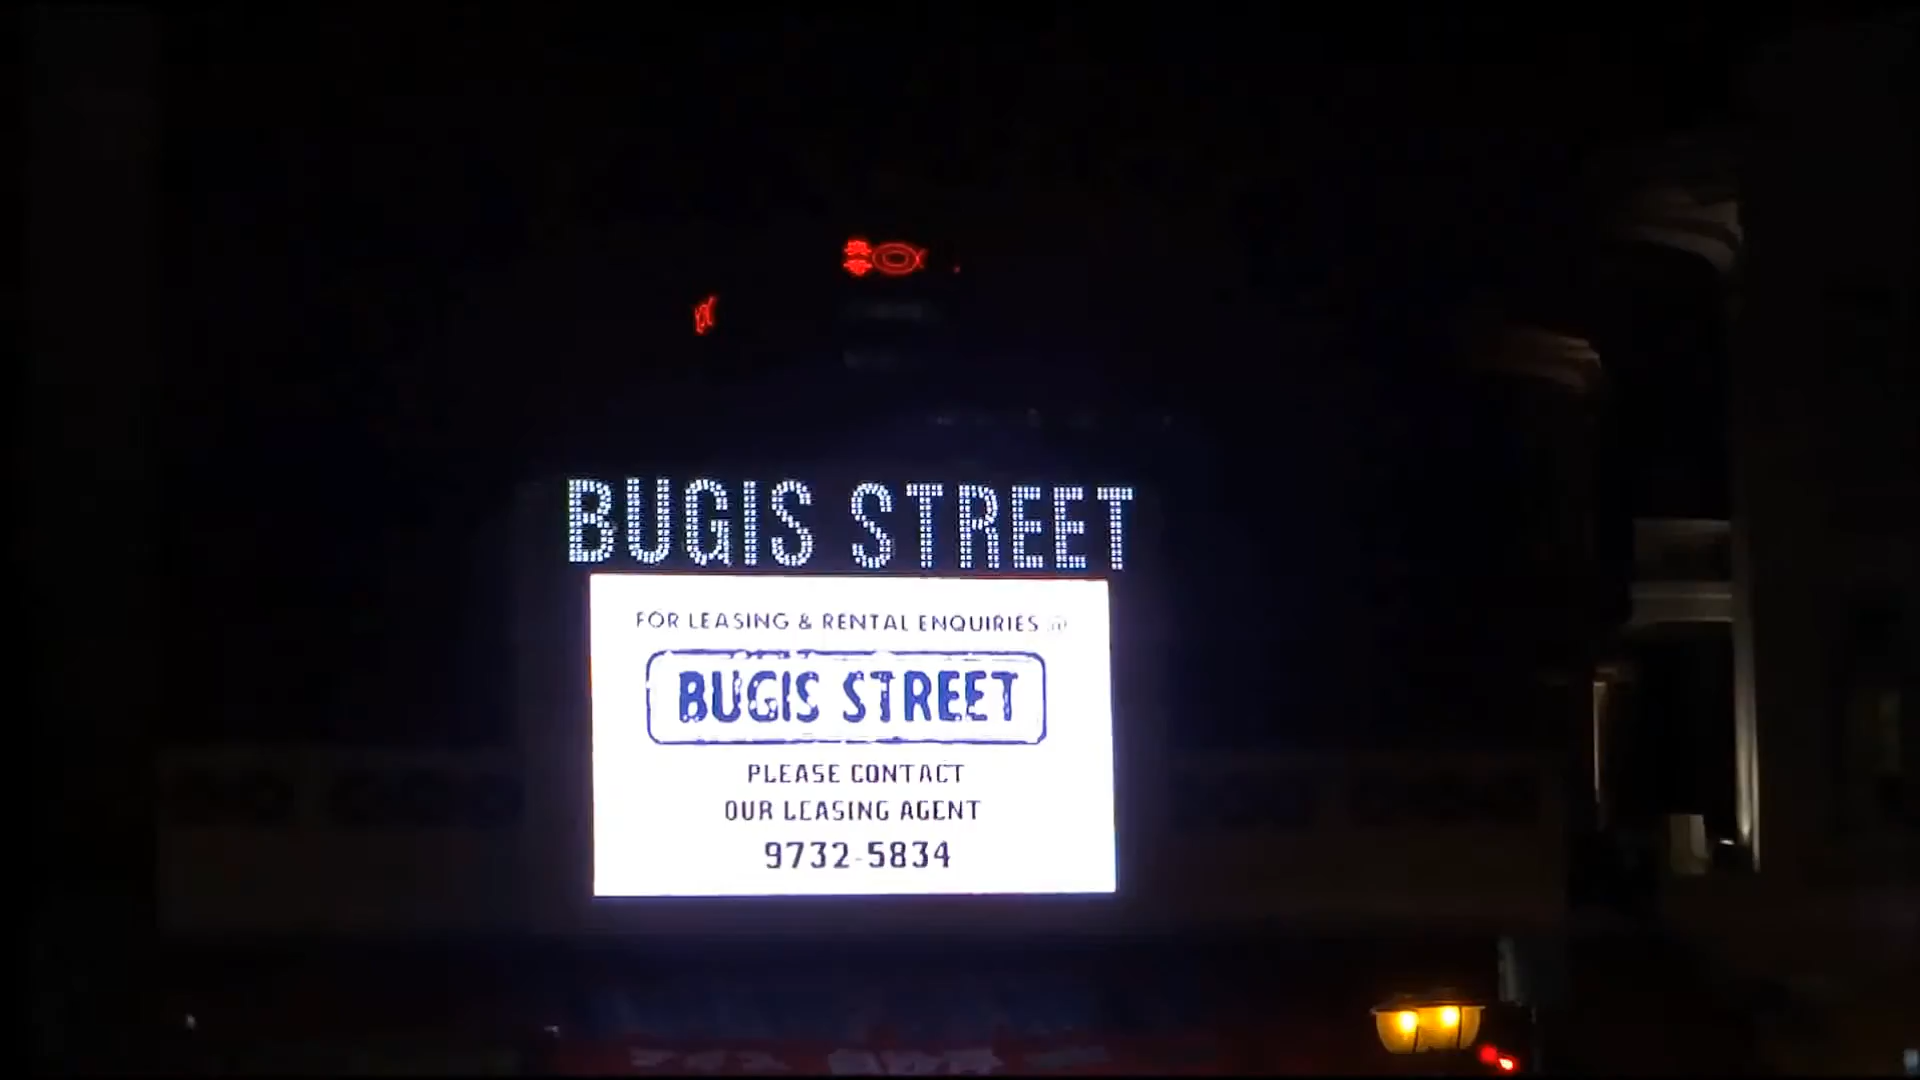 BUGIS STREET
FOR LEASING & RENTAL ENQUIRIES @
BUGIS STREET
PLEASE CONTACT
OUR LEASING AGENT
9732-5834